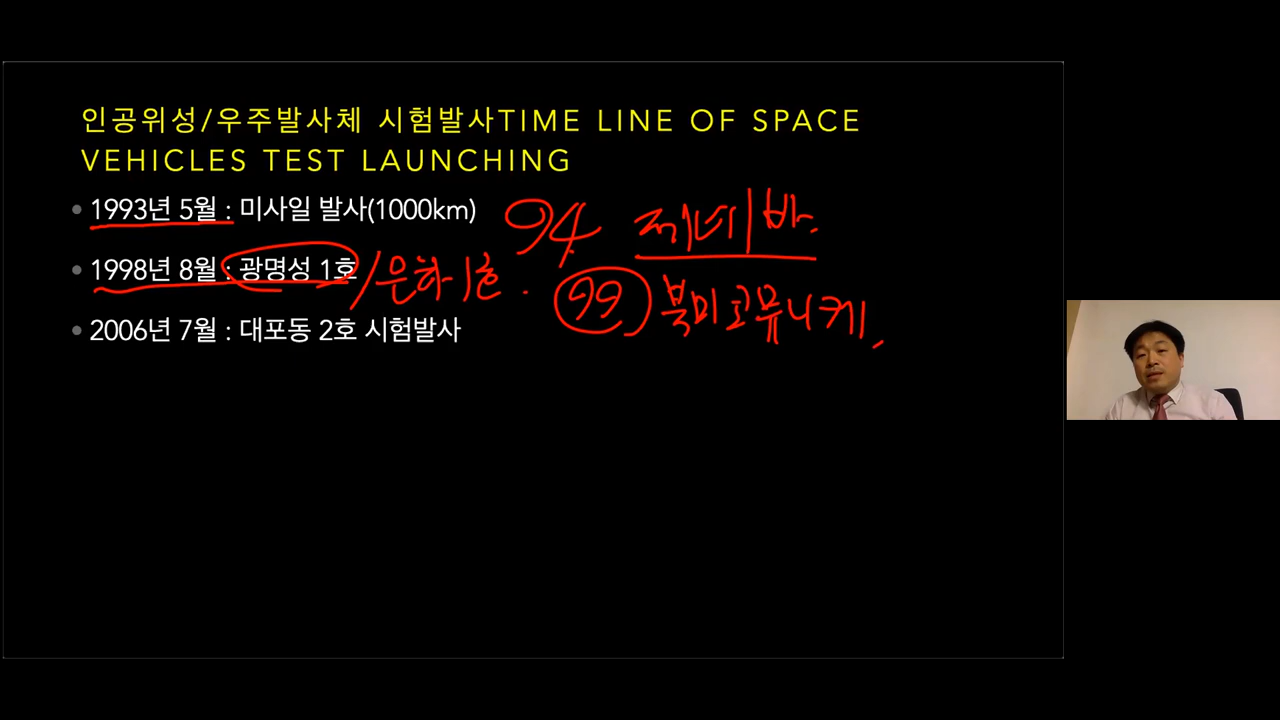 인공위성/우주발사체 시험발사TIME LINE OF SPACE
VEHICLES TEST LAUNCHING
• 1993년 5월 : 미사일 발사(1000km)
94 제네바.
• 1998년 8월 : 광명성 1호
/은하1호.
99 북미코뮤니케,
• 2006년 7월 : 대포동 2호 시험발사